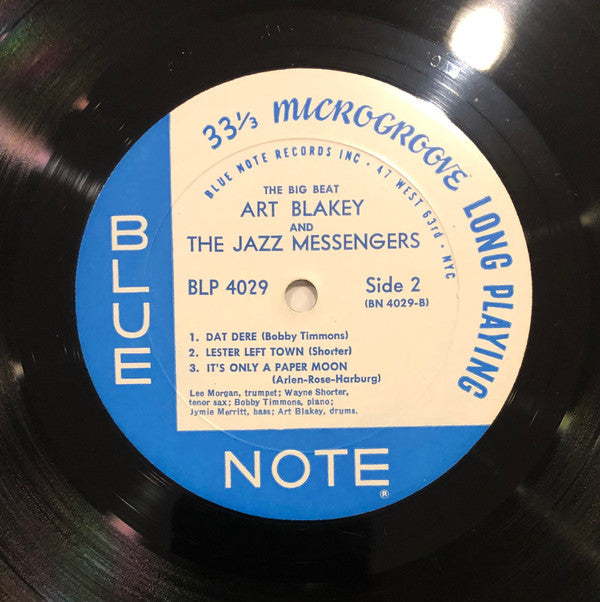 33⅓ MICROGROOVE LONG PLAYING
BLUE NOTE RECORDS INC · 47 WEST 63rd · NYC
THE BIG BEAT
ART BLAKEY
AND
THE JAZZ MESSENGERS
BLP 4029
Side 2
(BN 4029-B)
1. DAT DERE (Bobby Timmons)
2. LESTER LEFT TOWN (Shorter)
3. IT'S ONLY A PAPER MOON
(Arlen-Rose-Harburg)
Lee Morgan, trumpet; Wayne Shorter,
tenor sax; Bobby Timmons, piano;
Jymie Merritt, bass; Art Blakey, drums.
BLUE
NOTE®